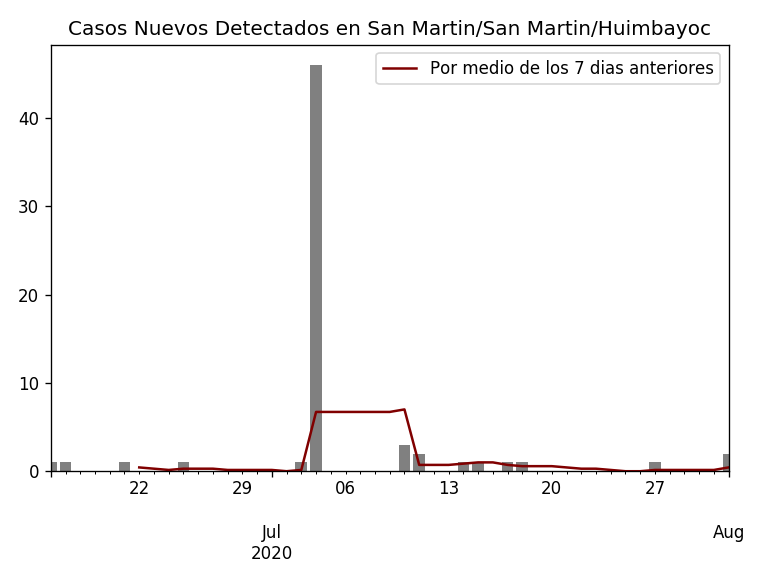 Casos Nuevos Detectados en San Martin/San Martin/Huimbayoc
Por medio de los 7 dias anteriores
40
30
20
10
0
22 29 06 13 20 27
Jul Aug
2020